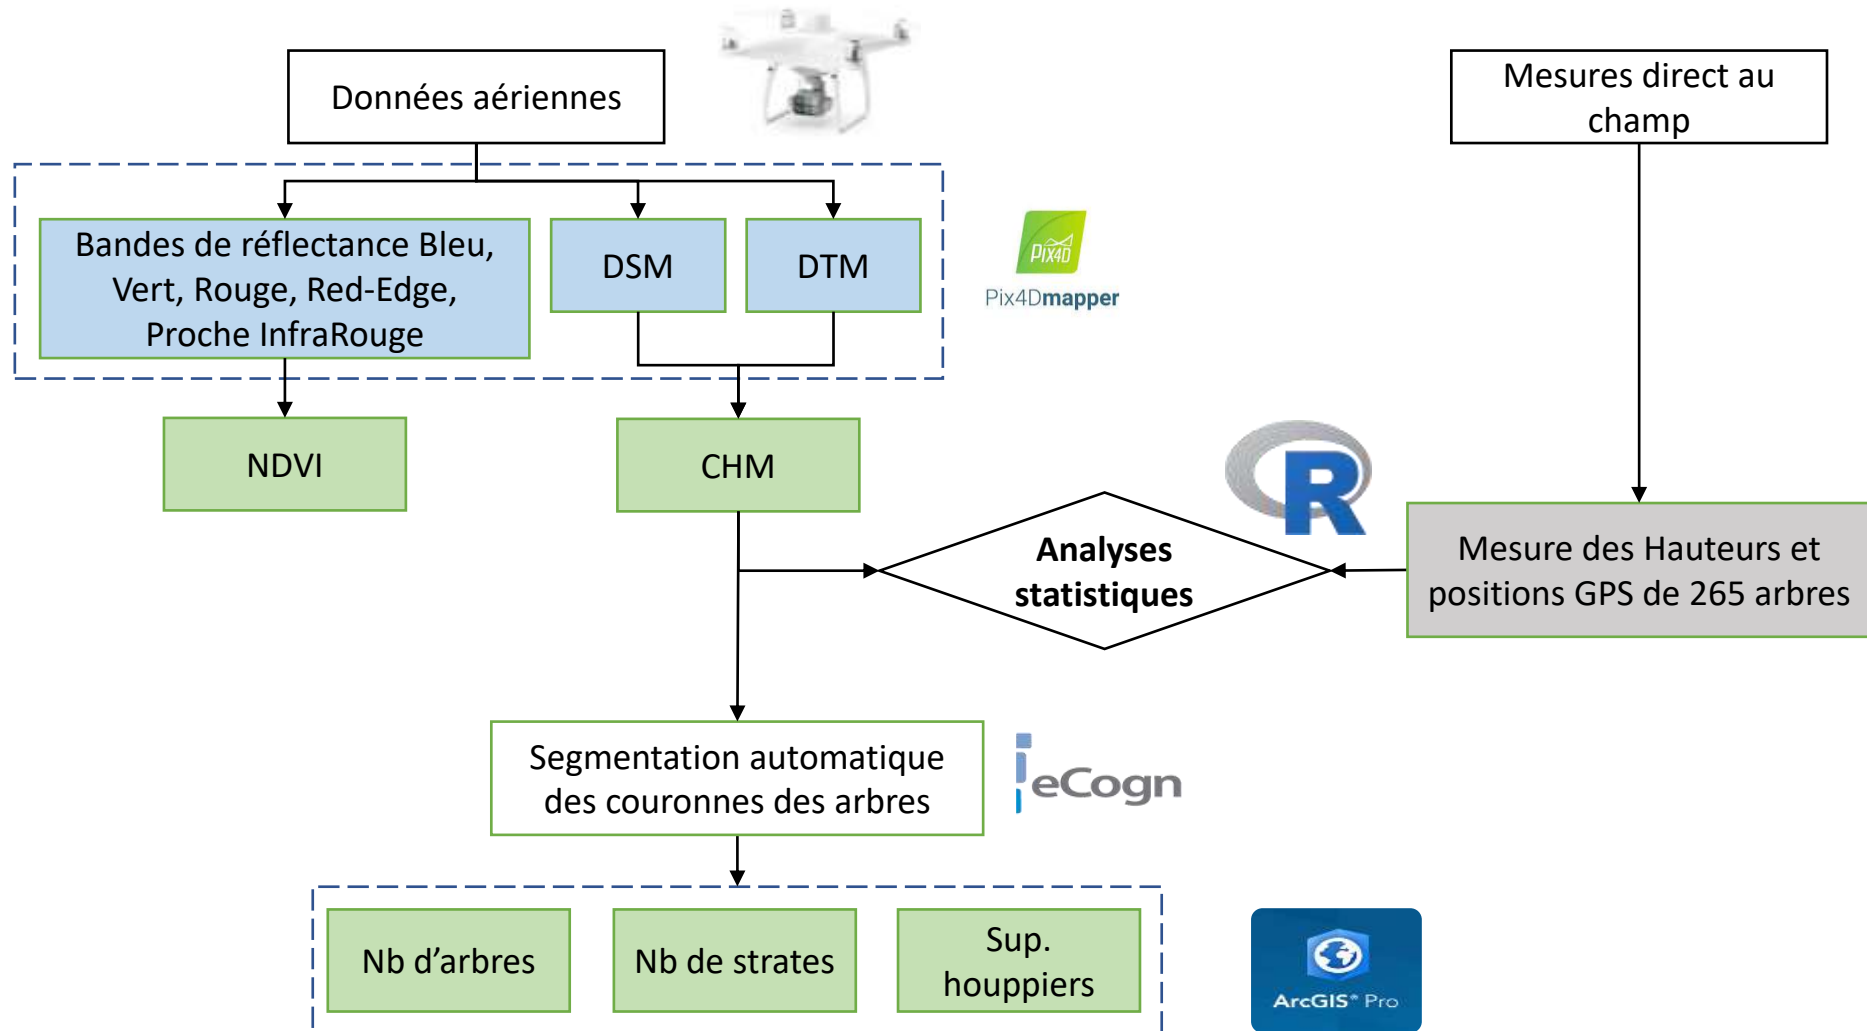 Données aériennes
Mesures direct au
champ
Bandes de réflectance Bleu,
Vert, Rouge, Red-Edge,
Proche InfraRouge
DSM
DTM
PIX4D
Pix4Dmapper
NDVI
CHM
R
Analyses
statistiques
Mesure des Hauteurs et
positions GPS de 265 arbres
Segmentation automatique
des couronnes des arbres
eCogn
Nb d’arbres
Nb de strates
Sup.
houppiers
ArcGIS® Pro